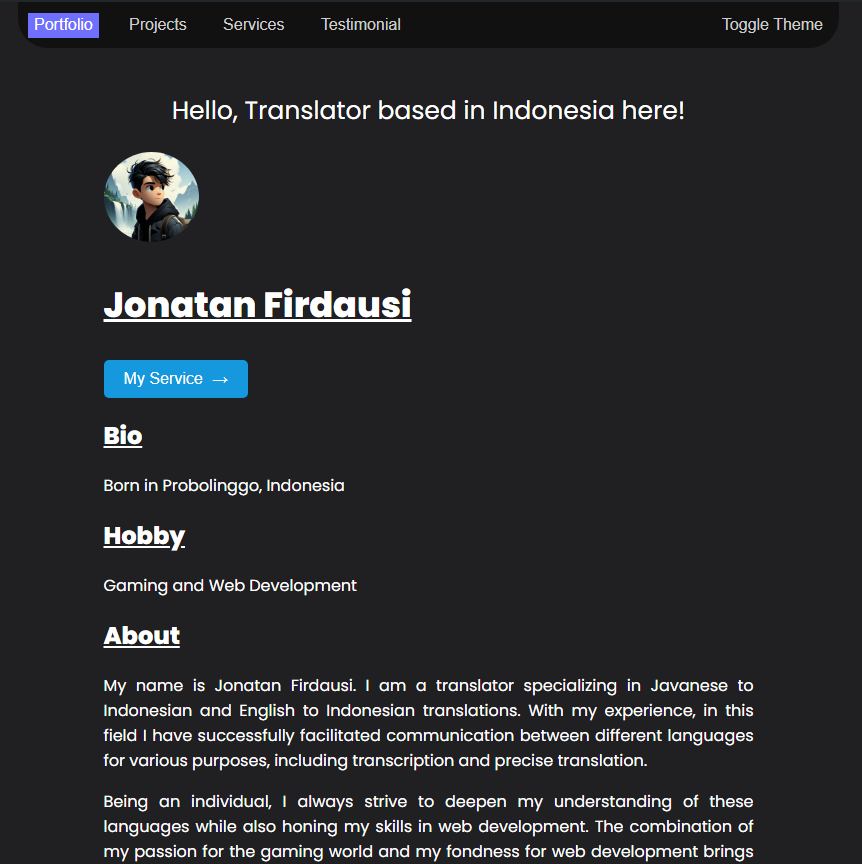 Portfolio Projects Services Testimonial Toggle Theme
Hello, Translator based in Indonesia here!
Jonatan Firdausi
My Service →
Bio
Born in Probolinggo, Indonesia
Hobby
Gaming and Web Development
About
My name is Jonatan Firdausi. I am a translator specializing in Javanese to
Indonesian and English to Indonesian translations. With my experience, in this
field I have successfully facilitated communication between different languages
for various purposes, including transcription and precise translation.
Being an individual, I always strive to deepen my understanding of these
languages while also honing my skills in web development. The combination of
my passion for the gaming world and my fondness for web development brings